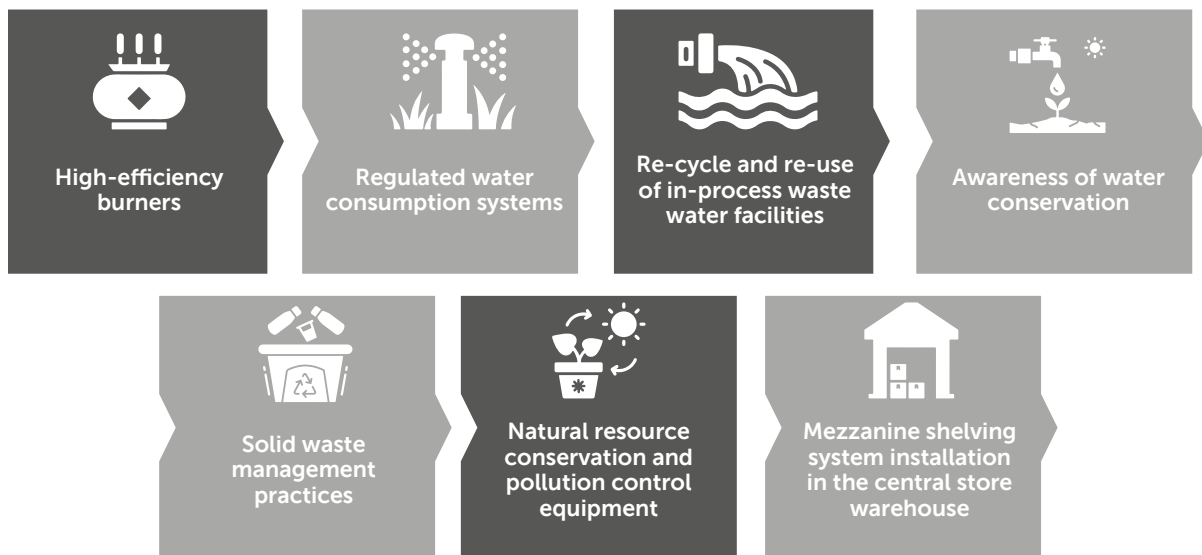 High-efficiency
burners
Regulated water
consumption systems
Re-cycle and re-use
of in-process waste
water facilities
Awareness of water
conservation
Solid waste
management
practices
Natural resource
conservation and
pollution control
equipment
Mezzanine shelving
system installation
in the central store
warehouse